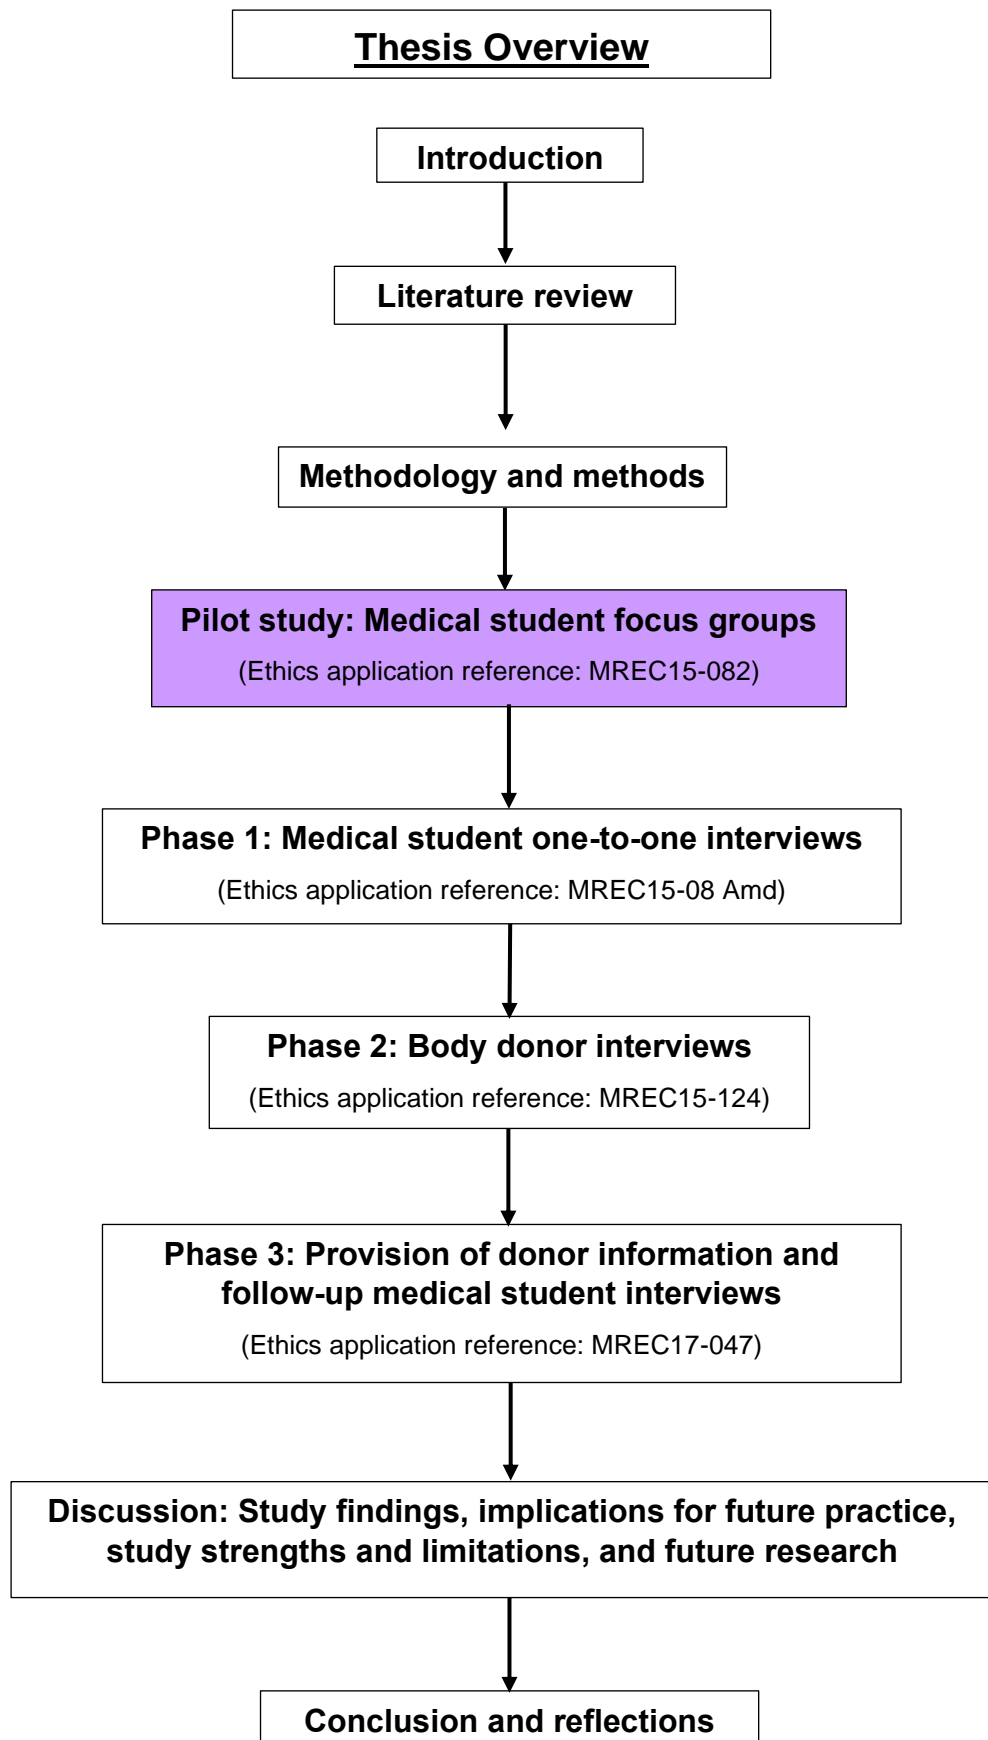 Thesis Overview
Introduction
Literature review
Methodology and methods
Pilot study: Medical student focus groups
(Ethics application reference: MREC15-082)
Phase 1: Medical student one-to-one interviews
(Ethics application reference: MREC15-08 Amd)
Phase 2: Body donor interviews
(Ethics application reference: MREC15-124)
Phase 3: Provision of donor information and
follow-up medical student interviews
(Ethics application reference: MREC17-047)
Discussion: Study findings, implications for future practice,
study strengths and limitations, and future research
Conclusion and reflections